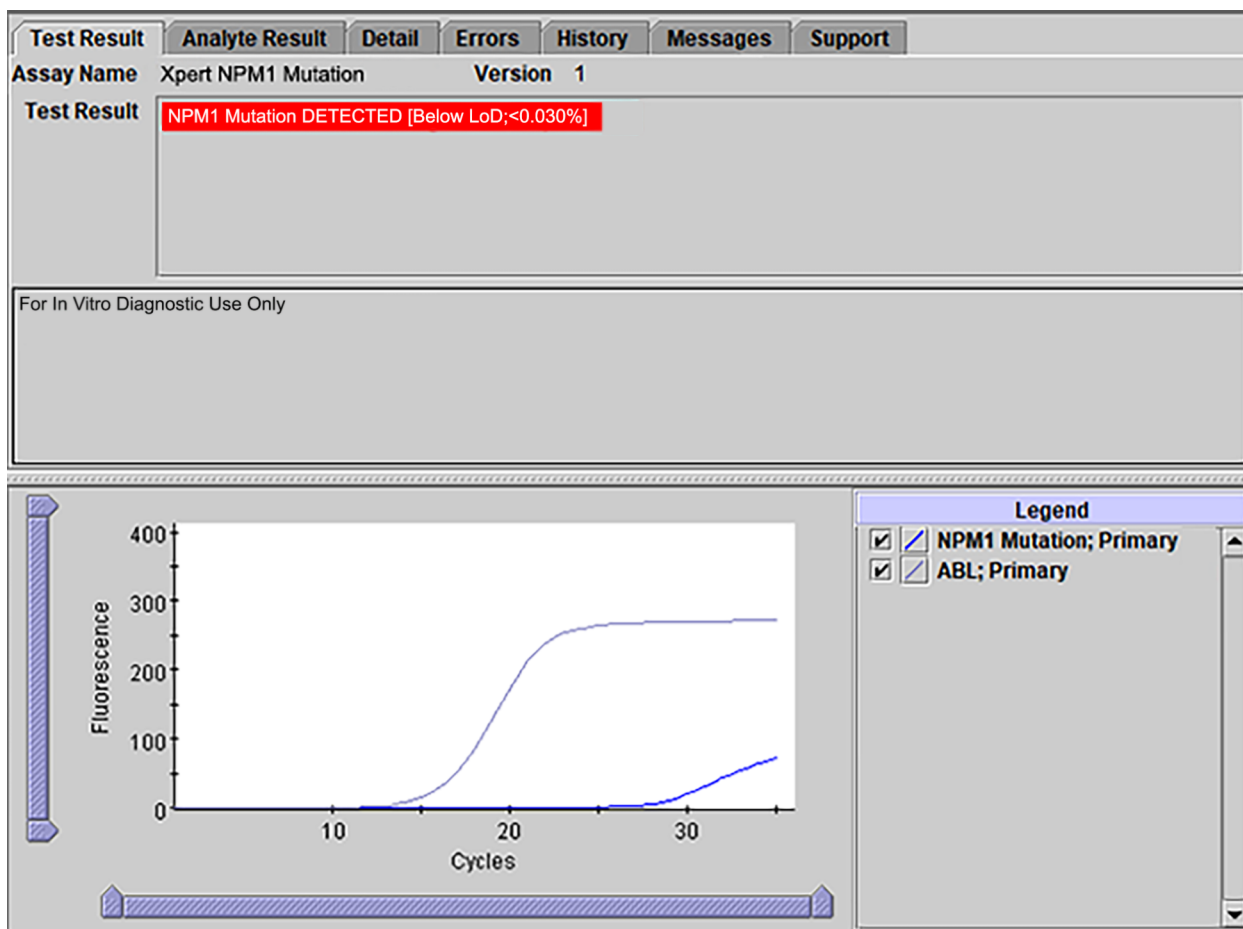 Test Result Analyte Result Detail Errors History Messages Support
Assay Name Xpert NPM1 Mutation Version 1
Test Result NPM1 Mutation DETECTED [Below LoD;<0.030%]
For In Vitro Diagnostic Use Only
400
300
200
100
0
Fluorescence
10 20 30
Cycles
Legend
NPM1 Mutation; Primary
ABL; Primary